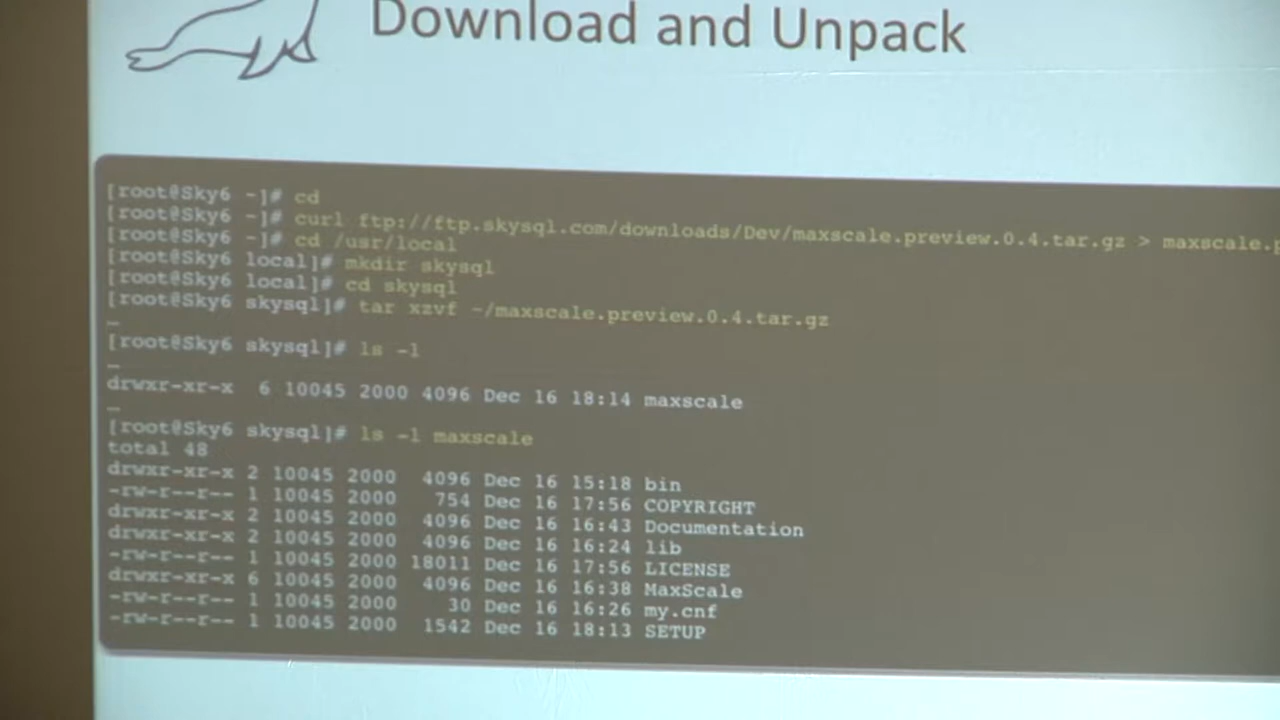 Download and Unpack
[root@Sky6 ~]# cd
[root@Sky6 ~]# curl ftp://ftp.skysql.com/downloads/Dev/maxscale.preview.0.4.tar.gz > maxscale.p
[root@Sky6 ~]# cd /usr/local
[root@Sky6 local]# mkdir skysql
[root@Sky6 local]# cd skysql
[root@Sky6 skysql]# tar xzvf ~/maxscale.preview.0.4.tar.gz
…
[root@Sky6 skysql]# ls -l
…
drwxr-xr-x  6 10045 2000 4096 Dec 16 18:14 maxscale
…
[root@Sky6 skysql]# ls -l maxscale
total 48
drwxr-xr-x 2 10045 2000  4096 Dec 16 15:18 bin
-rw-r--r-- 1 10045 2000   754 Dec 16 17:56 COPYRIGHT
drwxr-xr-x 2 10045 2000  4096 Dec 16 16:43 Documentation
drwxr-xr-x 2 10045 2000  4096 Dec 16 16:24 lib
-rw-r--r-- 1 10045 2000 18011 Dec 16 17:56 LICENSE
drwxr-xr-x 6 10045 2000  4096 Dec 16 16:38 MaxScale
-rw-r--r-- 1 10045 2000    30 Dec 16 16:26 my.cnf
-rw-r--r-- 1 10045 2000  1542 Dec 16 18:13 SETUP